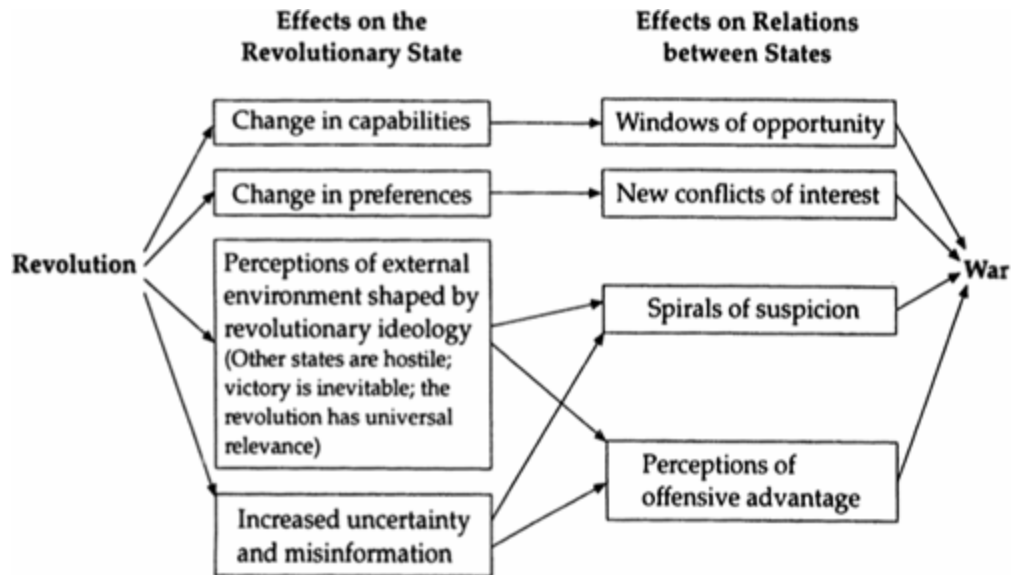 Effects on the
Revolutionary State
Effects on Relations
between States
Change in capabilities
Windows of opportunity
Change in preferences
New conflicts of interest
Revolution
Perceptions of external
environment shaped by
revolutionary ideology
(Other states are hostile;
victory is inevitable; the
revolution has universal
relevance)
Spirals of suspicion
War
Perceptions of
offensive advantage
Increased uncertainty
and misinformation